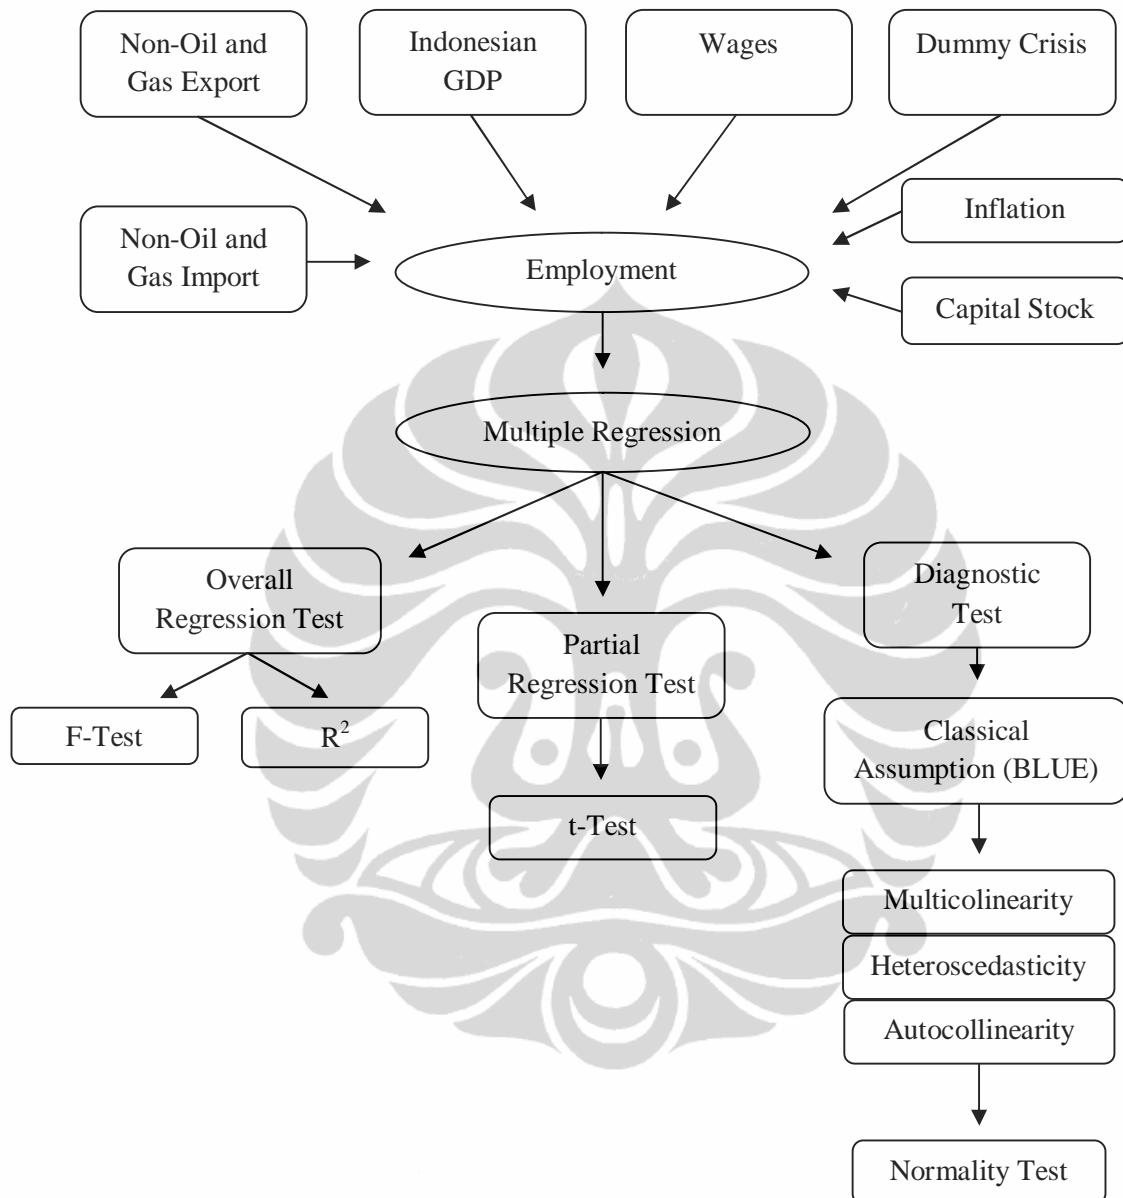 Non-Oil and
Gas Export
Indonesian
GDP
Wages
Dummy Crisis
Non-Oil and
Gas Import
Employment
Inflation
Capital Stock
Multiple Regression
Overall
Regression Test
Partial
Regression Test
Diagnostic
Test
F-Test
R²
t-Test
Classical
Assumption (BLUE)
Multicolinearity
Heteroscedasticity
Autocollinearity
Normality Test